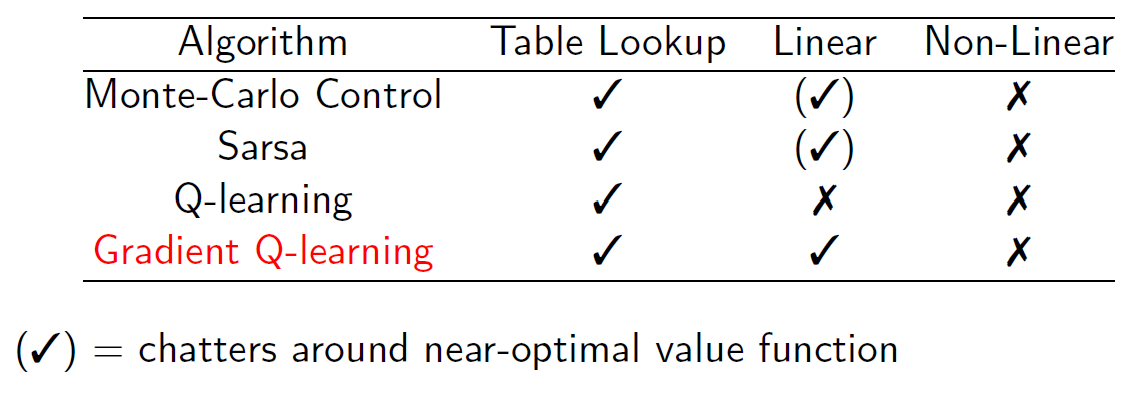 Algorithm Table Lookup Linear Non-Linear
Monte-Carlo Control ✓ (✓) ✗
Sarsa ✓ (✓) ✗
Q-learning ✓ ✗ ✗
Gradient Q-learning ✓ ✓ ✗
(✓) = chatters around near-optimal value function